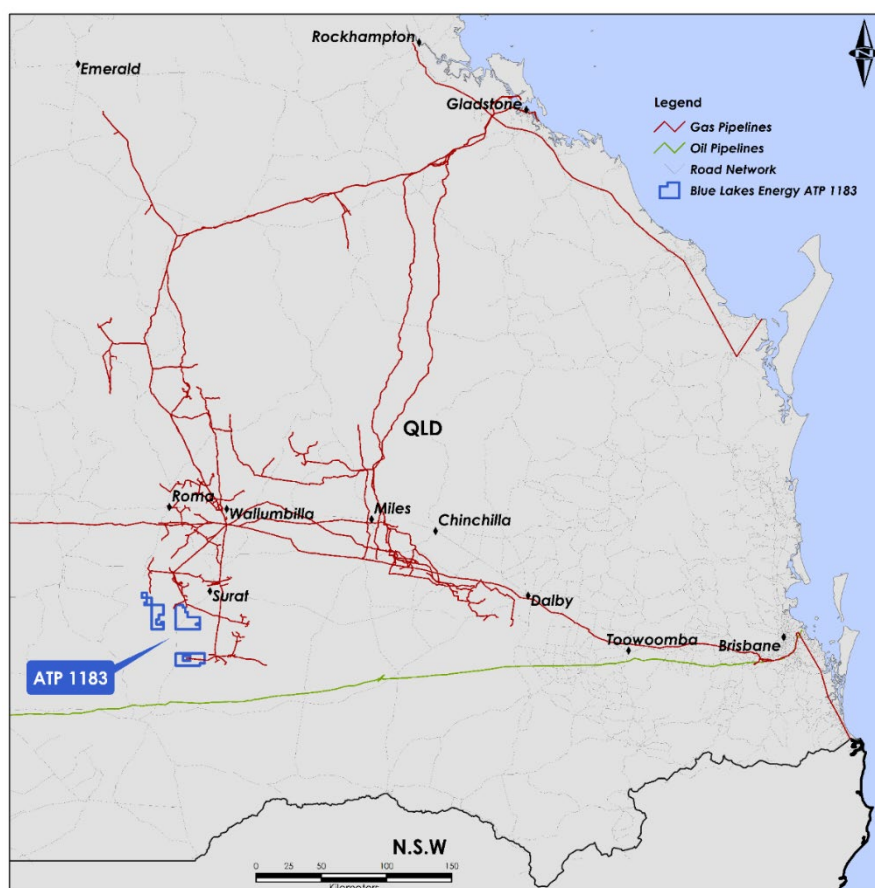 Rockhampton
Emerald
N
Gladstone
Legend
Gas Pipelines
Oil Pipelines
Road Network
Blue Lakes Energy ATP 1183
QLD
Roma
Wallumbilla
Miles
Chinchilla
Surat
Dalby
Toowoomba
Brisbane
ATP 1183
N.S.W
0 25 50 100 150
Kilometers